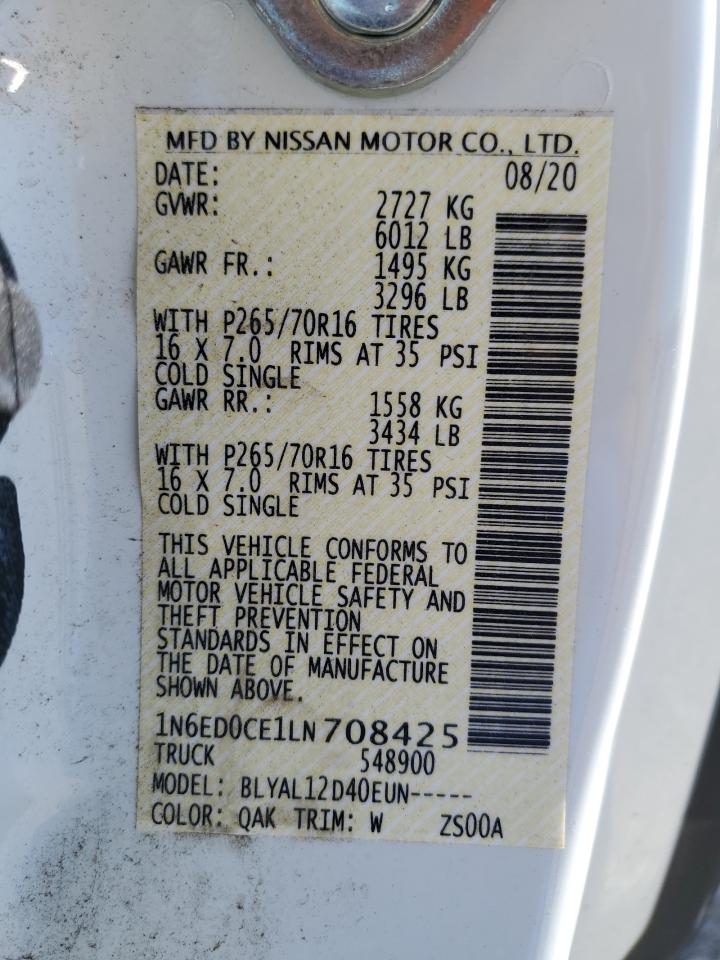 MFD BY NISSAN MOTOR CO., LTD.
DATE: 08/20
GVWR: 2727 KG
6012 LB
GAWR FR.: 1495 KG
3296 LB
WITH P265/70R16 TIRES
16 X 7.0 RIMS AT 35 PSI
COLD SINGLE
GAWR RR.: 1558 KG
3434 LB
WITH P265/70R16 TIRES
16 X 7.0 RIMS AT 35 PSI
COLD SINGLE
THIS VEHICLE CONFORMS TO
ALL APPLICABLE FEDERAL
MOTOR VEHICLE SAFETY AND
THEFT PREVENTION
STANDARDS IN EFFECT ON
THE DATE OF MANUFACTURE
SHOWN ABOVE.
1N6ED0CE1LN708425
TRUCK 548900
MODEL: BLYAL12D40EUN-----
COLOR: QAK TRIM: W ZS00A